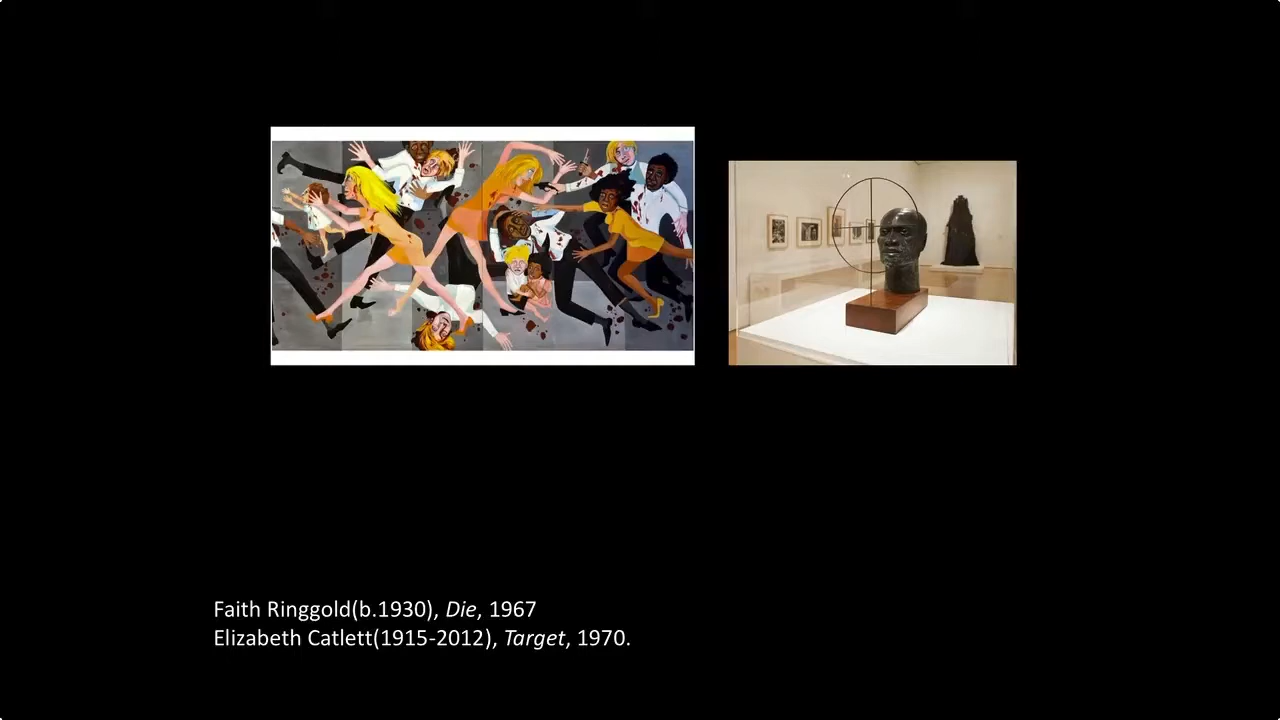 Faith Ringgold(b.1930), Die, 1967
Elizabeth Catlett(1915-2012), Target, 1970.